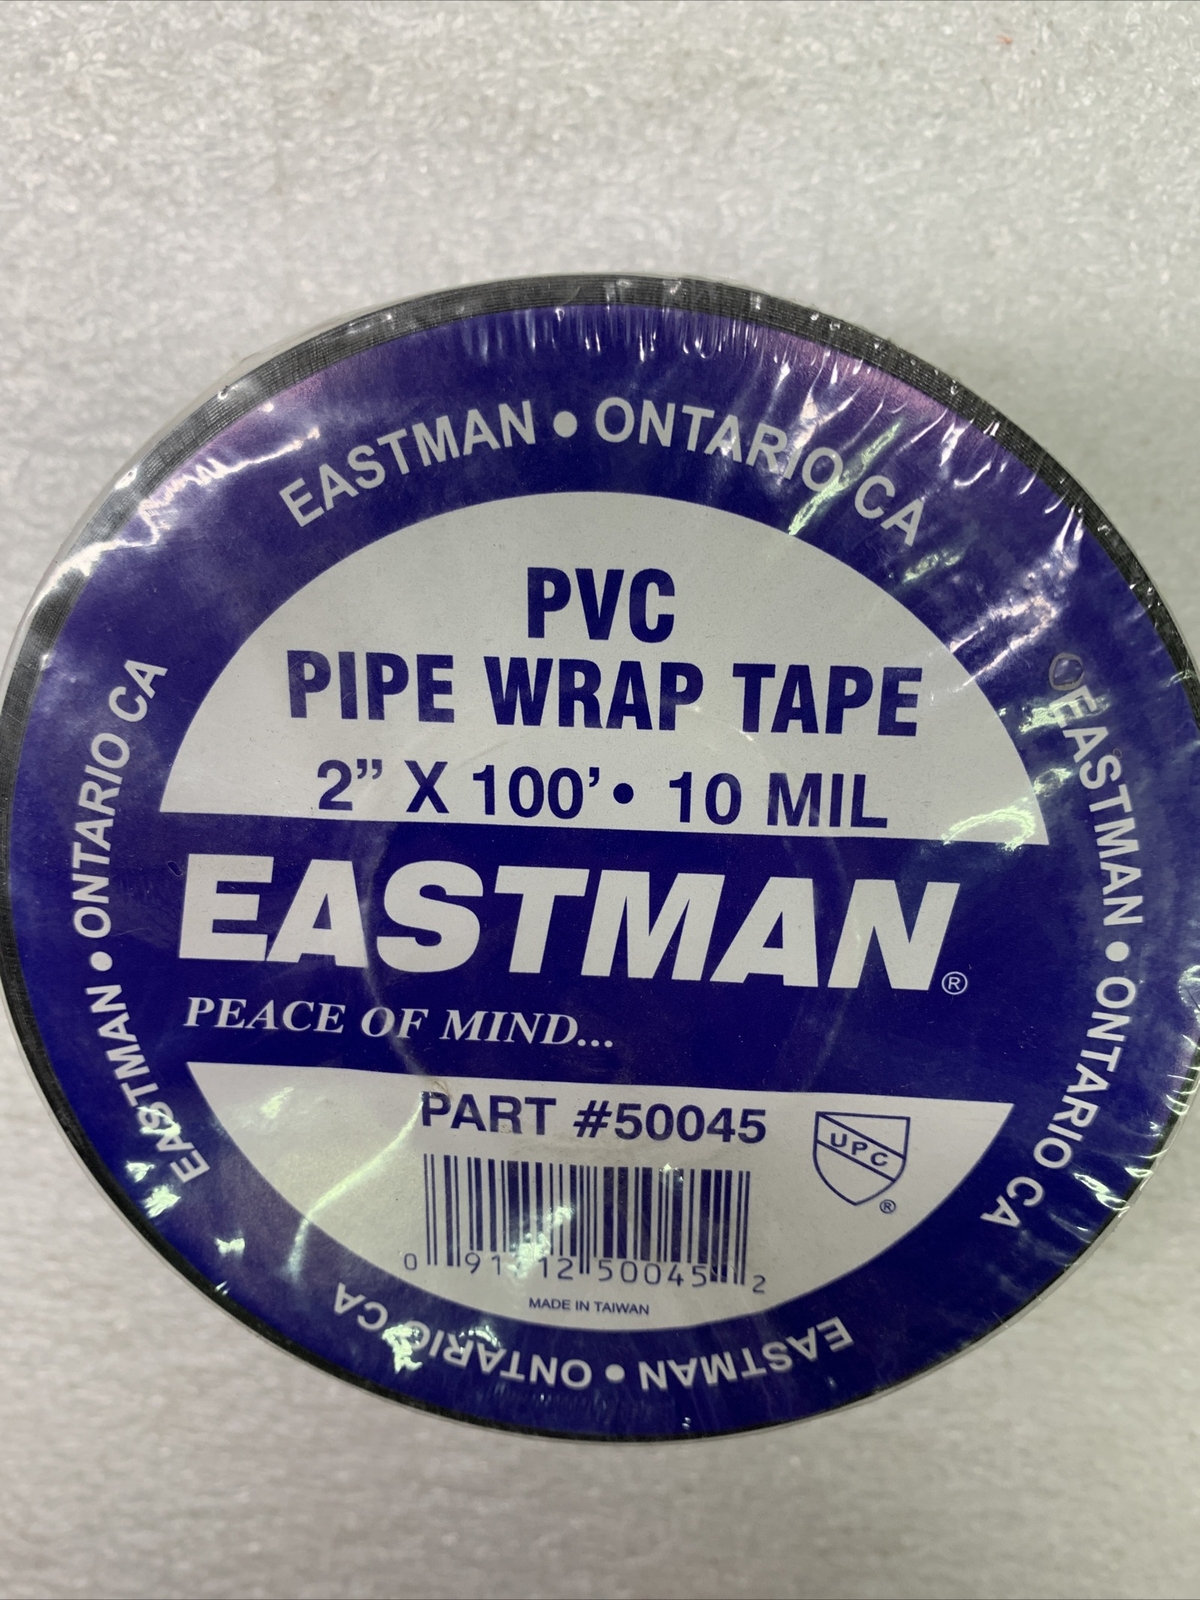 EASTMAN • ONTARIO CA
PVC
PIPE WRAP TAPE
2” X 100’ • 10 MIL
EASTMAN®
PEACE OF MIND...
PART #50045
UPC®
0 50045 2
MADE IN TAIWAN
EASTMAN • ONTARIO CA
EASTMAN • ONTARIO CA
EASTMAN • ONTARIO CA